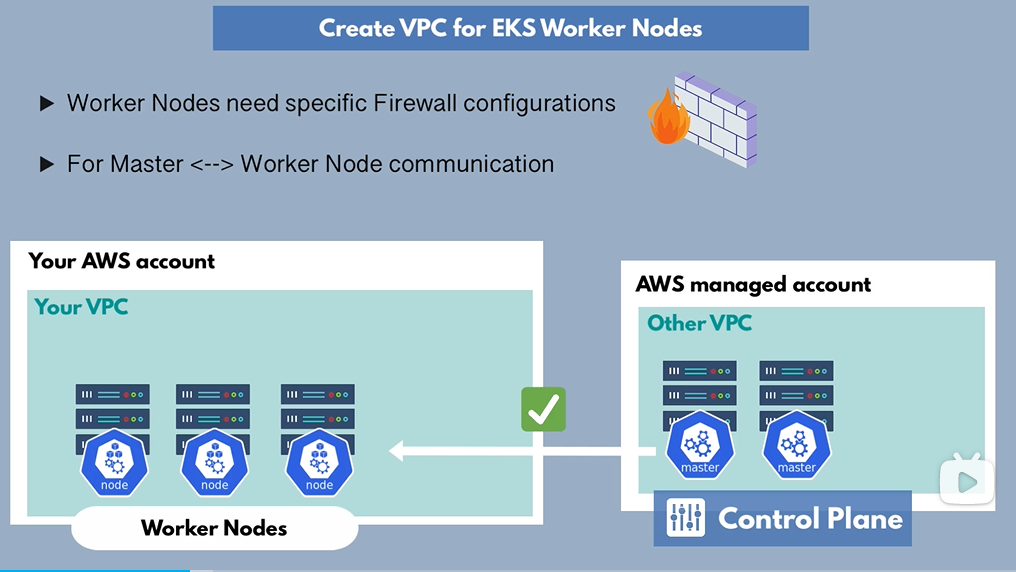 Create VPC for EKS Worker Nodes
Worker Nodes need specific Firewall configurations
For Master <--> Worker Node communication
Your AWS account
Your VPC
node
node
node
Worker Nodes
AWS managed account
Other VPC
master
master
Control Plane